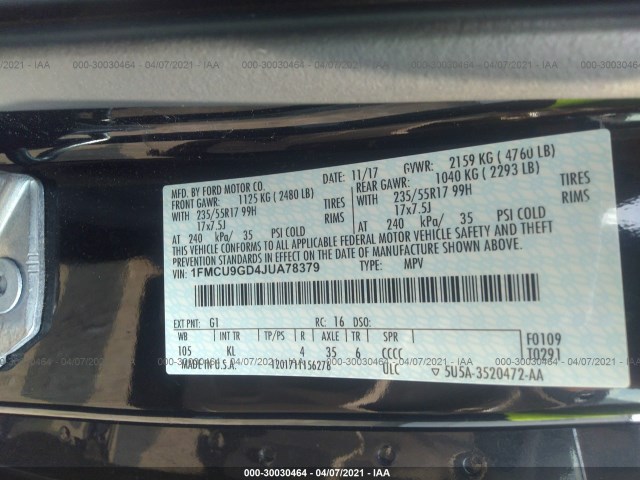 000-30030464 - 04/07/2021 - IAA
MFD. BY FORD MOTOR CO.
DATE: 11/17
GVWR: 2159 KG (4760 LB)
FRONT GAWR: 1125 KG (2480 LB)
REAR GAWR: 1040 KG (2293 LB)
WITH 235/55R17 99H TIRES
WITH 235/55R17 99H TIRES
17x7.5J RIMS
17x7.5J RIMS
AT 240 kPa/ 35 PSI COLD
AT 240 kPa/ 35 PSI COLD
THIS VEHICLE CONFORMS TO ALL APPLICABLE FEDERAL MOTOR VEHICLE SAFETY AND THEFT
PREVENTION STANDARDS IN EFFECT ON THE DATE OF MANUFACTURE SHOWN ABOVE.
VIN: 1FMCU9GD4JUA78379
TYPE: MPV
EXT PNT: G1 RC: 16 DSO:
WB INT TR TP/PS R AXLE TR SPR
105 KL 4 35 6 CCCC
F0109
T0291
MADE IN U.S.A. 1201711156278 ULC
5U5A-3520472-AA
000-30030464 - 04/07/2021 - IAA